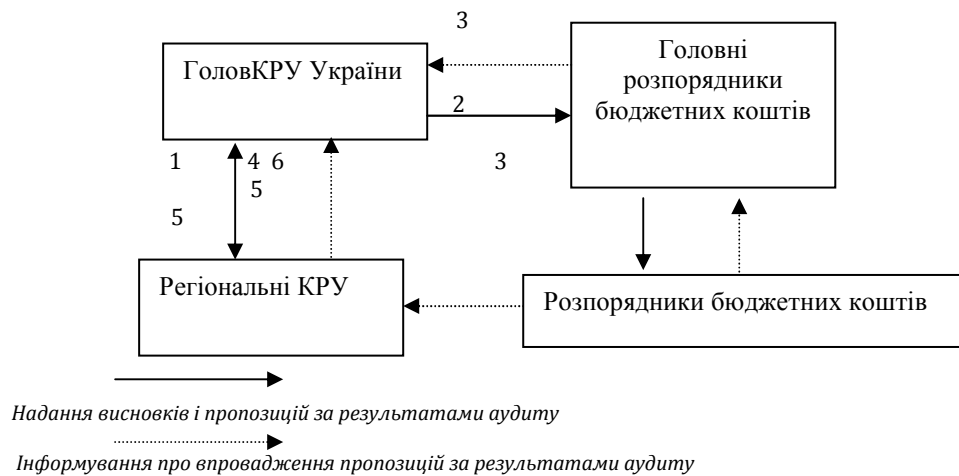 3
ГоловКРУ України
Головні
розпорядники
бюджетних коштів
2
1
4 6
3
5
5
Регіональні КРУ
Розпорядники бюджетних коштів
Надання висновків і пропозицій за результатами аудиту
Інформування про впровадження пропозицій за результатами аудиту